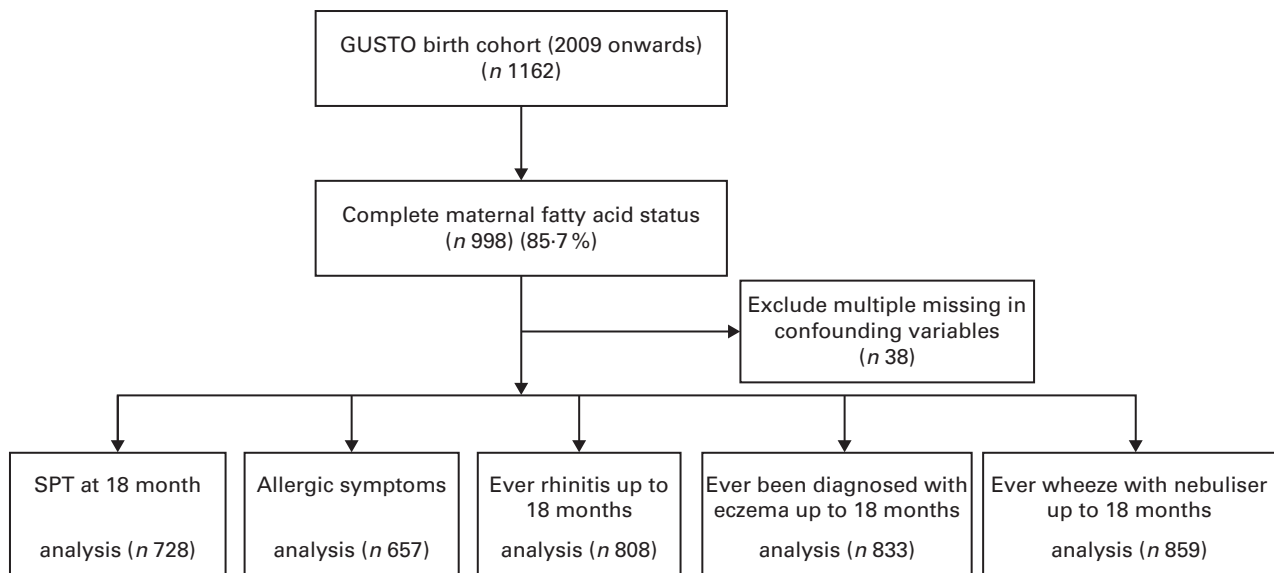 GUSTO birth cohort (2009 onwards)
(n 1162)
Complete maternal fatty acid status
(n 998) (85·7 %)
Exclude multiple missing in
confounding variables
(n 38)
SPT at 18 month
analysis (n 728)
Allergic symptoms
analysis (n 657)
Ever rhinitis up to
18 months
analysis (n 808)
Ever been diagnosed with
eczema up to 18 months
analysis (n 833)
Ever wheeze with nebuliser
up to 18 months
analysis (n 859)